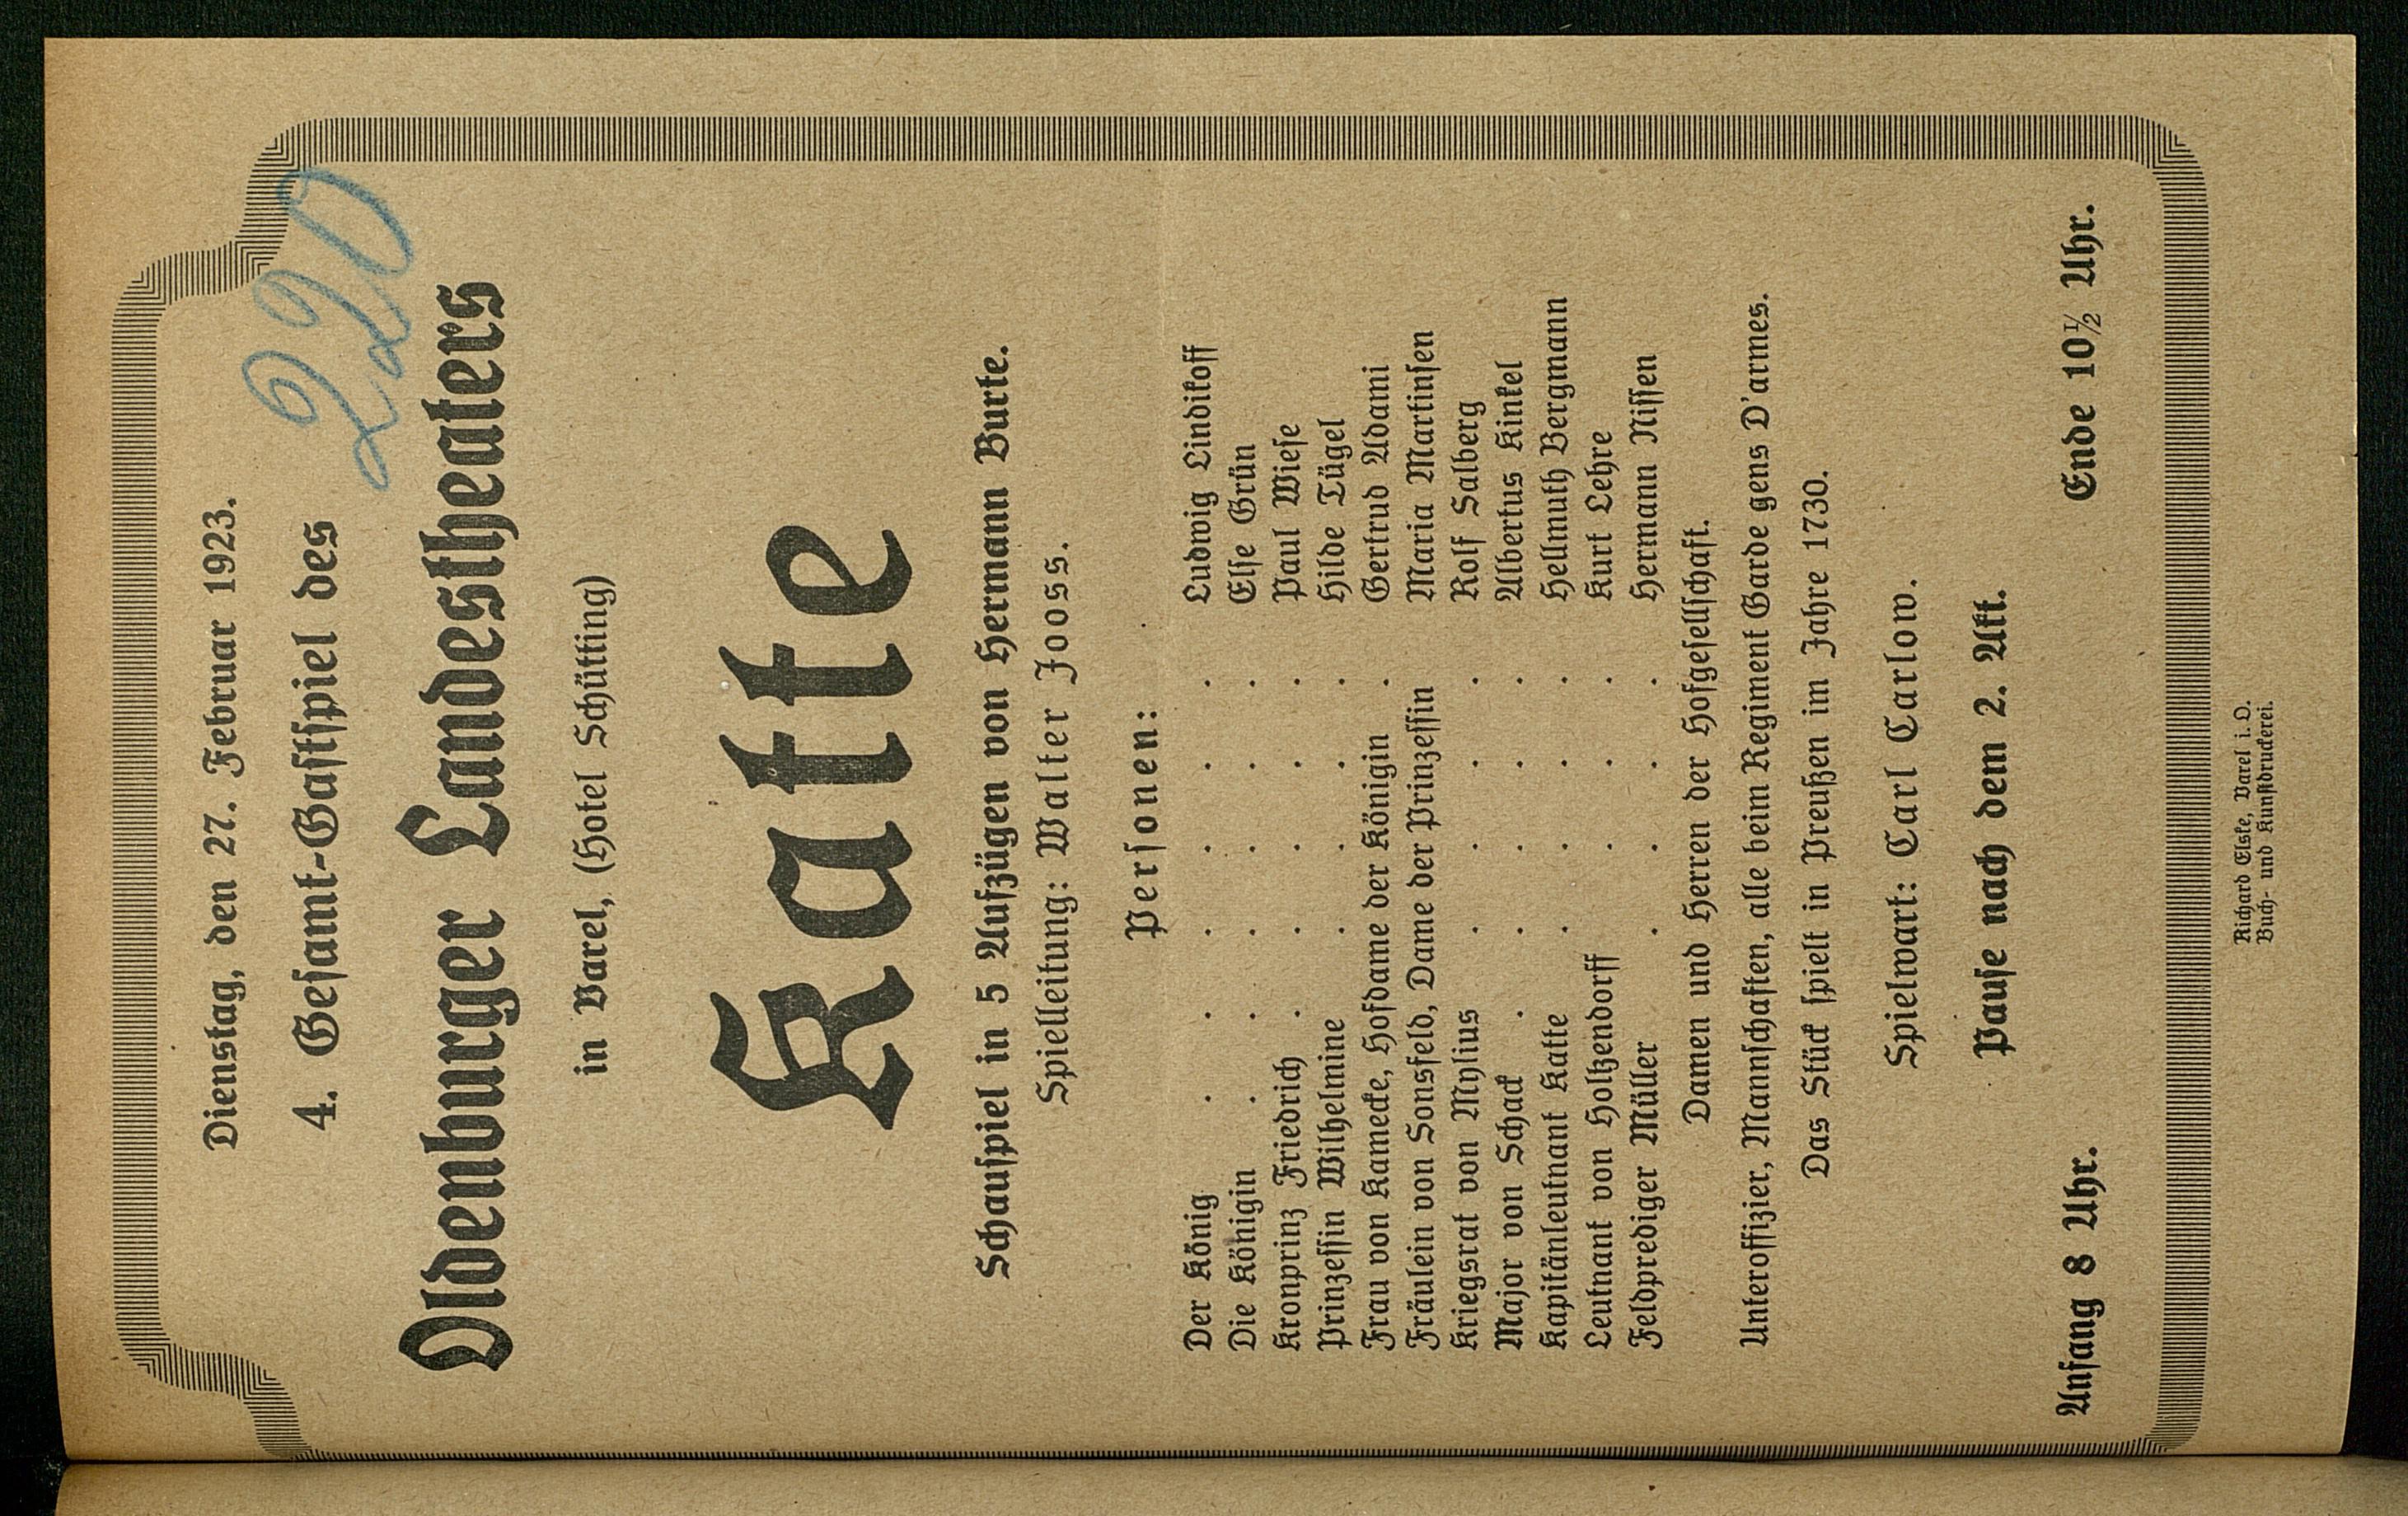 220
Dienstag, den 27. Februar 1923.
4. Gesamt-Gastspiel des
Oldenburger Landestheaters
in Varel, (Hotel Schütting)
Katte
Schauspiel in 5 Aufzügen von Hermann Burte.
Spielleitung: Walter Jooss.
Personen:
Der König . . . . . . Ludwig Lindikoff
Die Königin . . . . . . Else Grün
Kronprinz Friedrich . . . . . Paul Wiese
Prinzessin Wilhelmine . . . . Hilde Tügel
Frau von Kamecke, Hofdame der Königin . Gertrud Adami
Fräulein von Sonsfeld, Dame der Prinzessin Maria Martinsen
Kriegsrat von Mylius . . . . Rolf Salberg
Major von Schack . . . . . Albertus Kinkel
Kapitänleutnant Katte . . . . Hellmuth Bergmann
Leutnant von Holtzendorff . . . Kurt Lehre
Feldprediger Müller . . . . Hermann Nissen
Damen und Herren der Hofgesellschaft.
Unteroffizier, Mannschaften, alle beim Regiment Garde gens D'armes.
Das Stück spielt in Preußen im Jahre 1730.
Spielwart: Carl Carlow.
Pause nach dem 2. Akt.
Anfang 8 Uhr. Ende 10½ Uhr.
Richard Elske, Varel i. O.
Buch- und Kunstdruckerei.